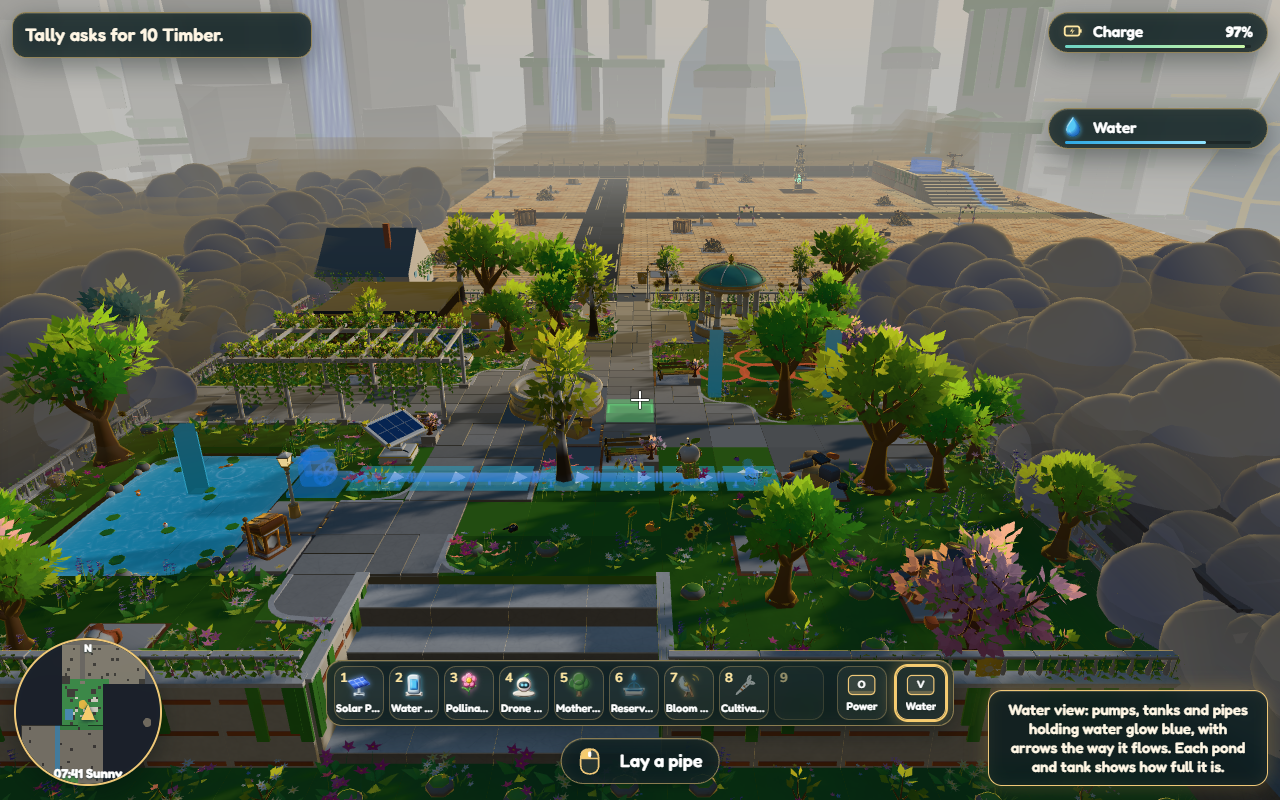 Tally asks for 10 Timber.
Charge 97%
Water
N
07:41 Sunny
1 2 3 4 5 6 7 8 9
Solar P... Water ... Pollina... Drone ... Mother... Reserv... Bloom ... Cultiva...
O V
Power Water
Lay a pipe
Water view: pumps, tanks and pipes
holding water glow blue, with
arrows the way it flows. Each pond
and tank shows how full it is.